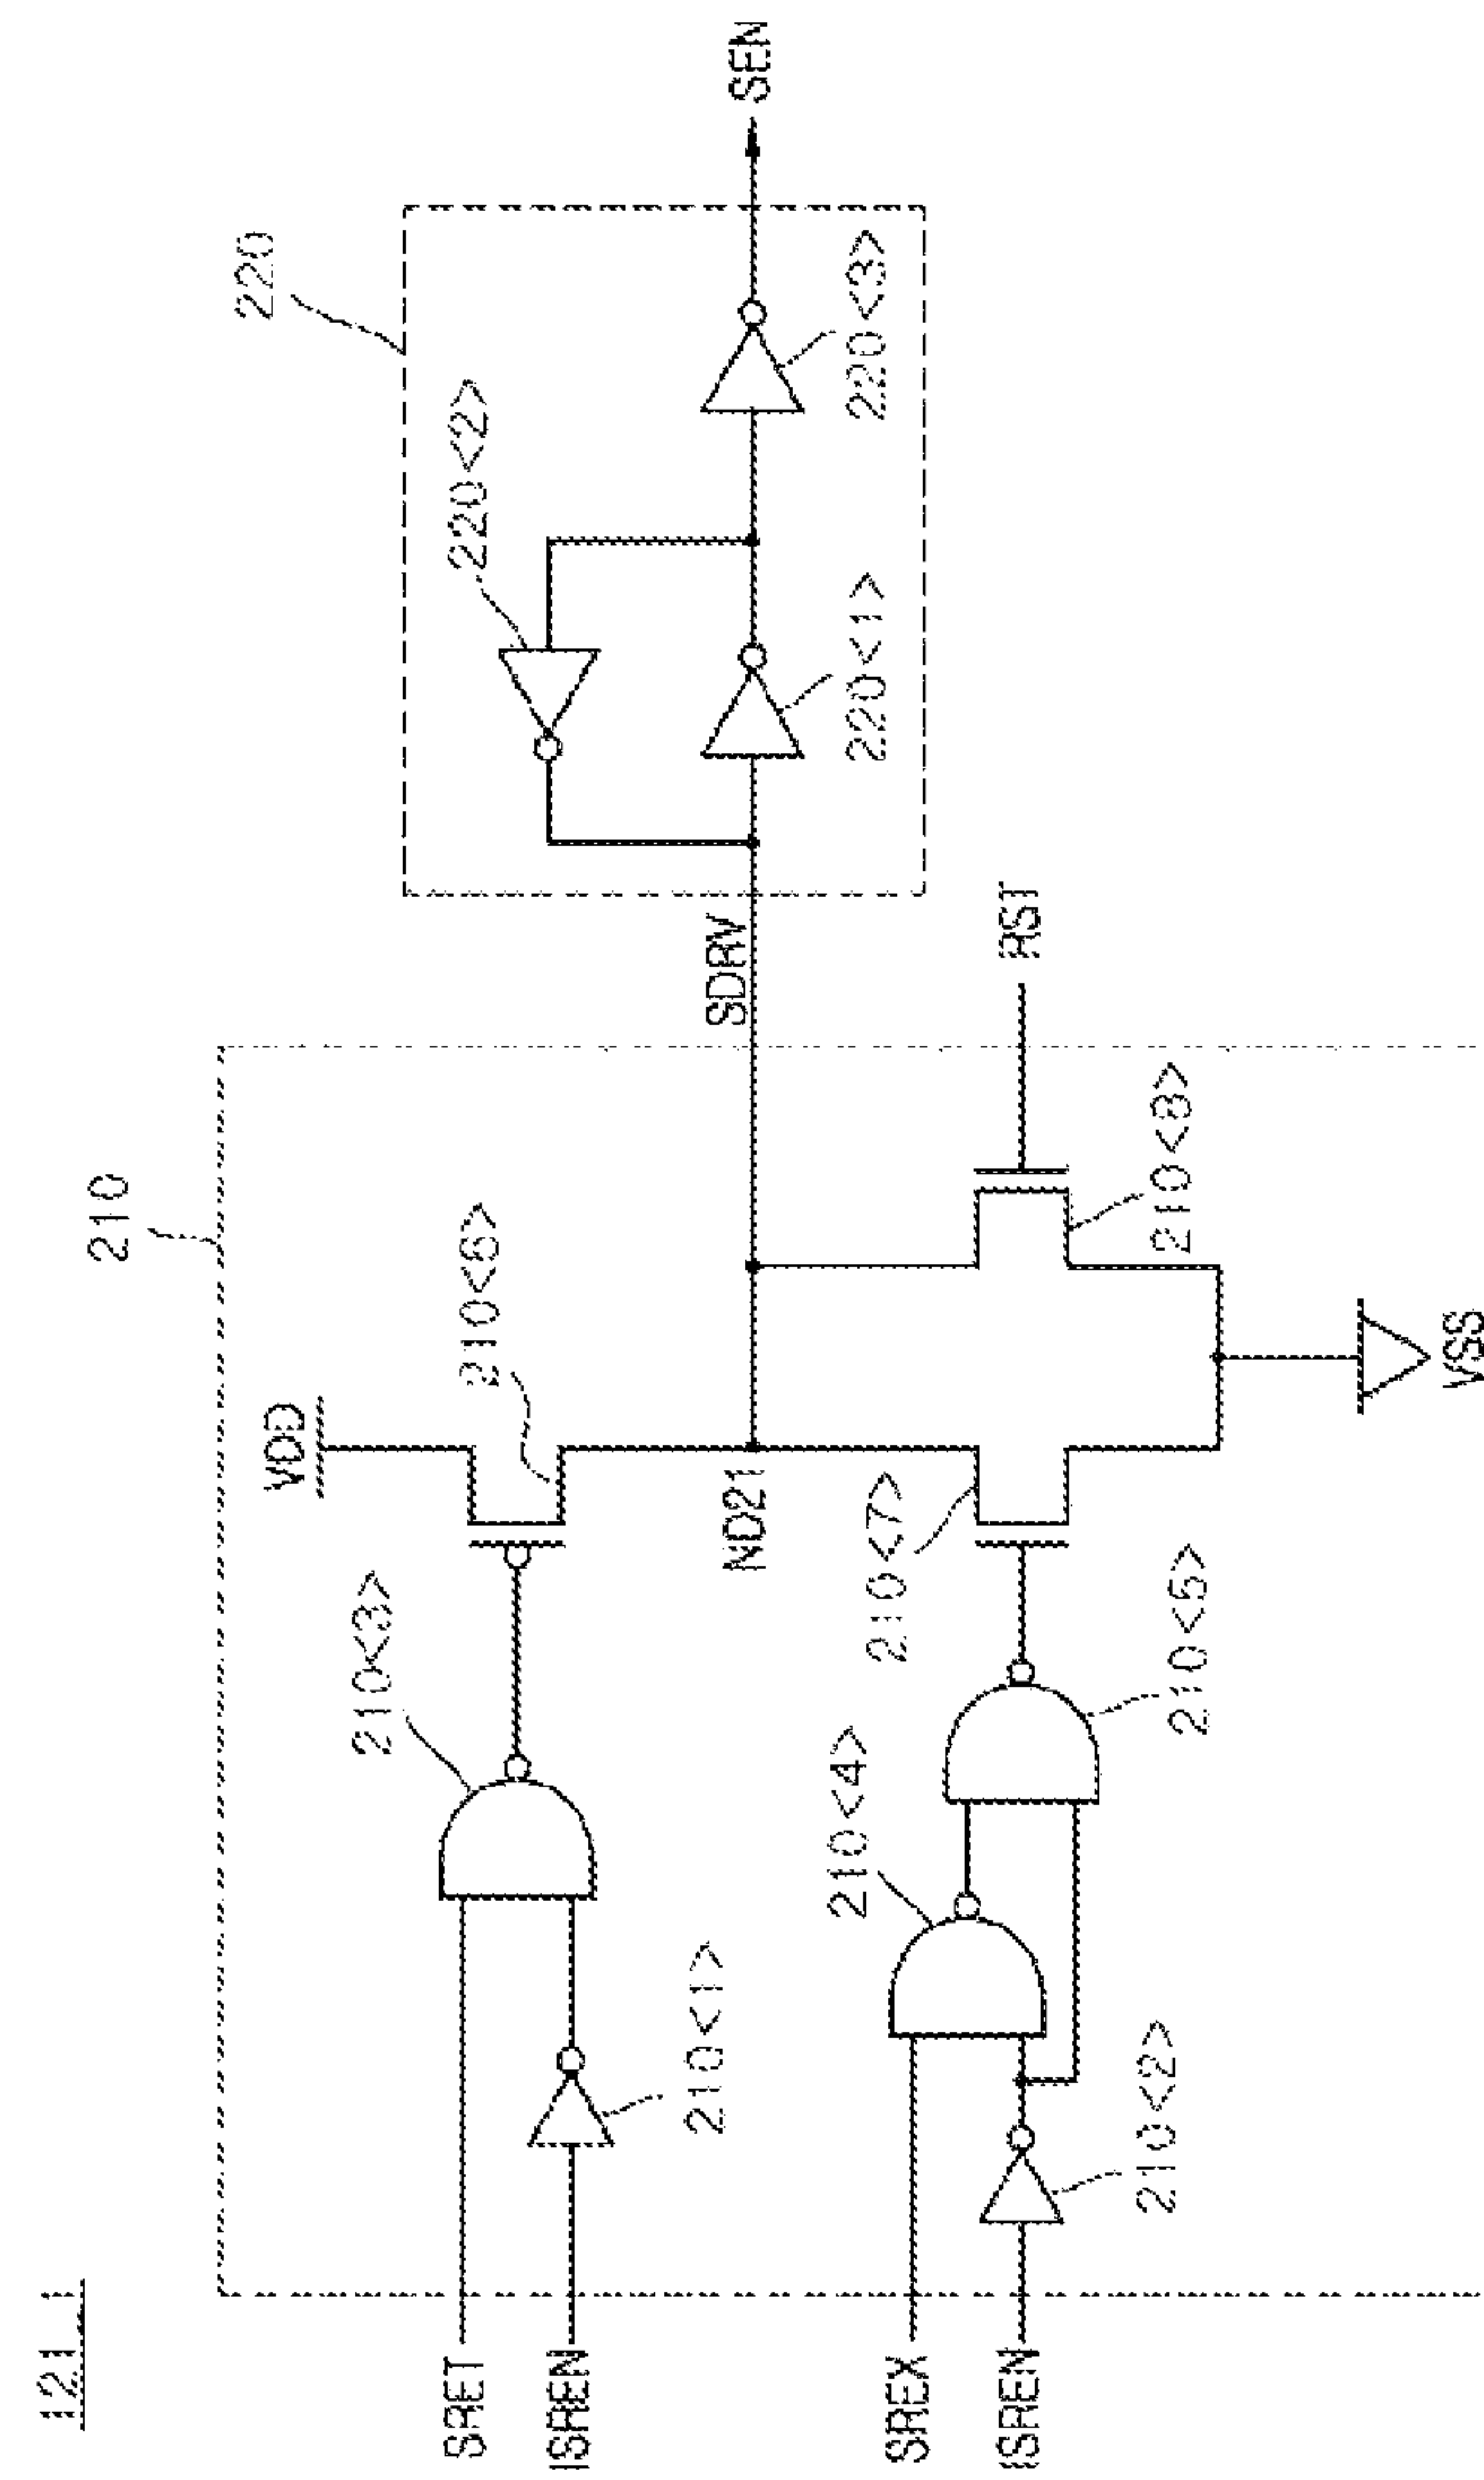 121_1
210
220
VDD
210<6>
210<3>
SRET
ISREN
210<1>
ND21
SDRV
220<2>
220<1>
220<3>
SEN
210<7>
210<4>
SREX
ISREN
210<2>
210<5>
RST
210<8>
VSS